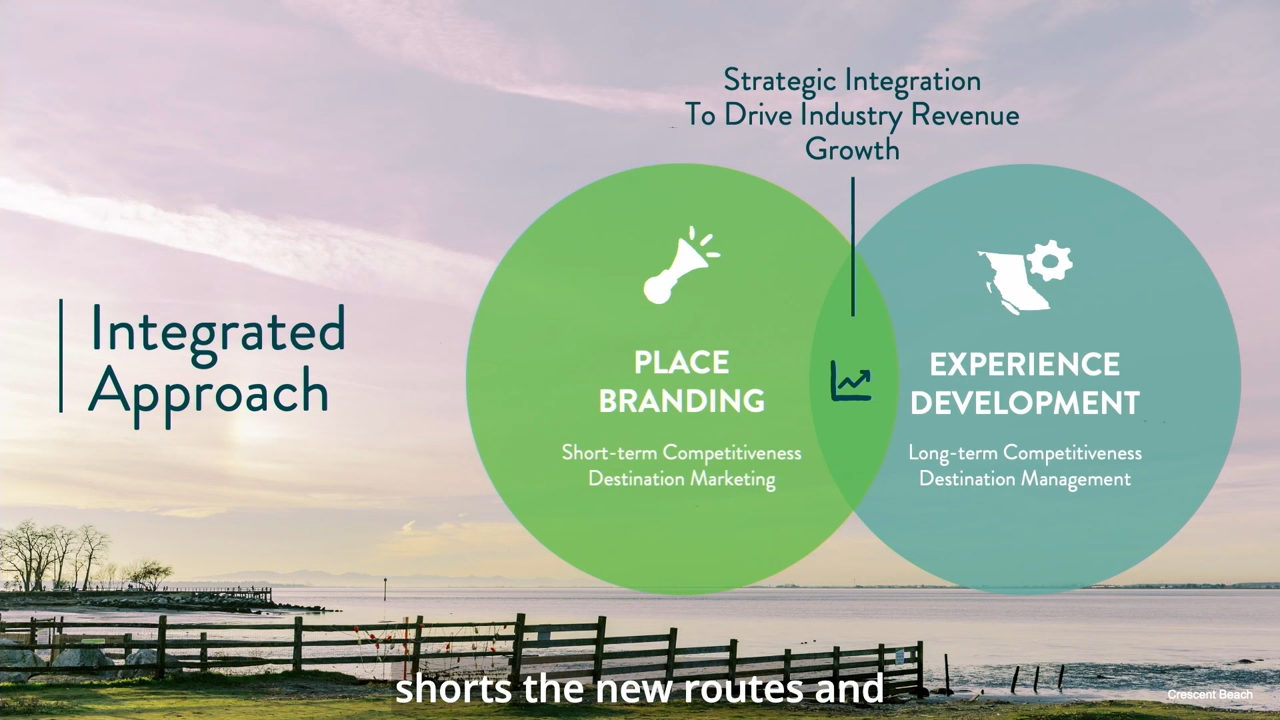 Strategic Integration
To Drive Industry Revenue
Growth
Integrated
Approach
PLACE
BRANDING
Short-term Competitiveness
Destination Marketing
EXPERIENCE
DEVELOPMENT
Long-term Competitiveness
Destination Management
shorts the new routes and
Crescent Beach